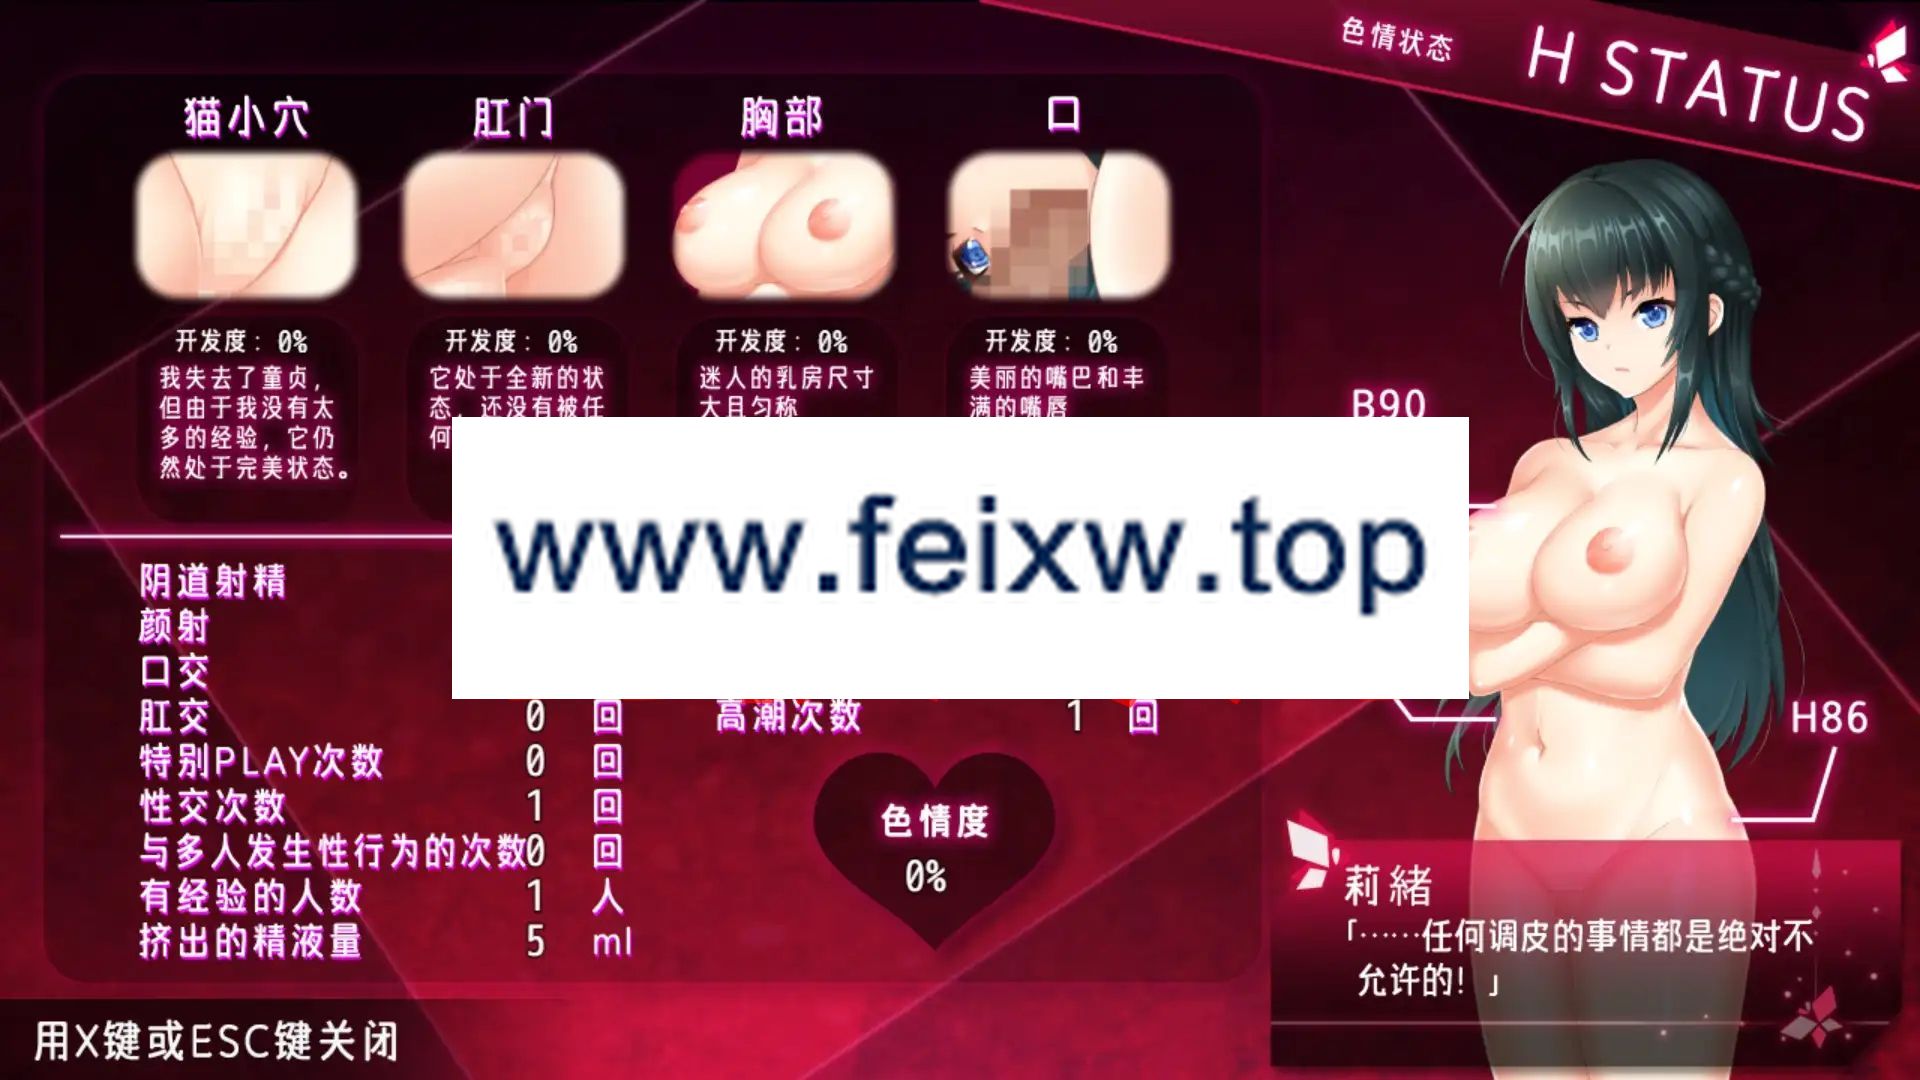 色情状态
H STATUS
猫小穴
肛门
胸部
口
开发度：0%
我失去了童贞，
但由于我没有太
多的经验，它仍
然处于完美状态。
开发度：0%
它处于全新的状
态，还没有被任
何
开发度：0%
迷人的乳房尺寸
大且匀称
开发度：0%
美丽的嘴巴和丰
满的嘴唇
B90
www.feixw.top
阴道射精
颜射
口交
肛交 0 回
高潮次数 1 回
特别PLAY次数 0 回
性交次数 1 回
与多人发生性行为的次数0 回
有经验的人数 1 人
挤出的精液量 5 ml
色情度
0%
H86
莉緒
「……任何调皮的事情都是绝对不
允许的！」
用X键或ESC键关闭